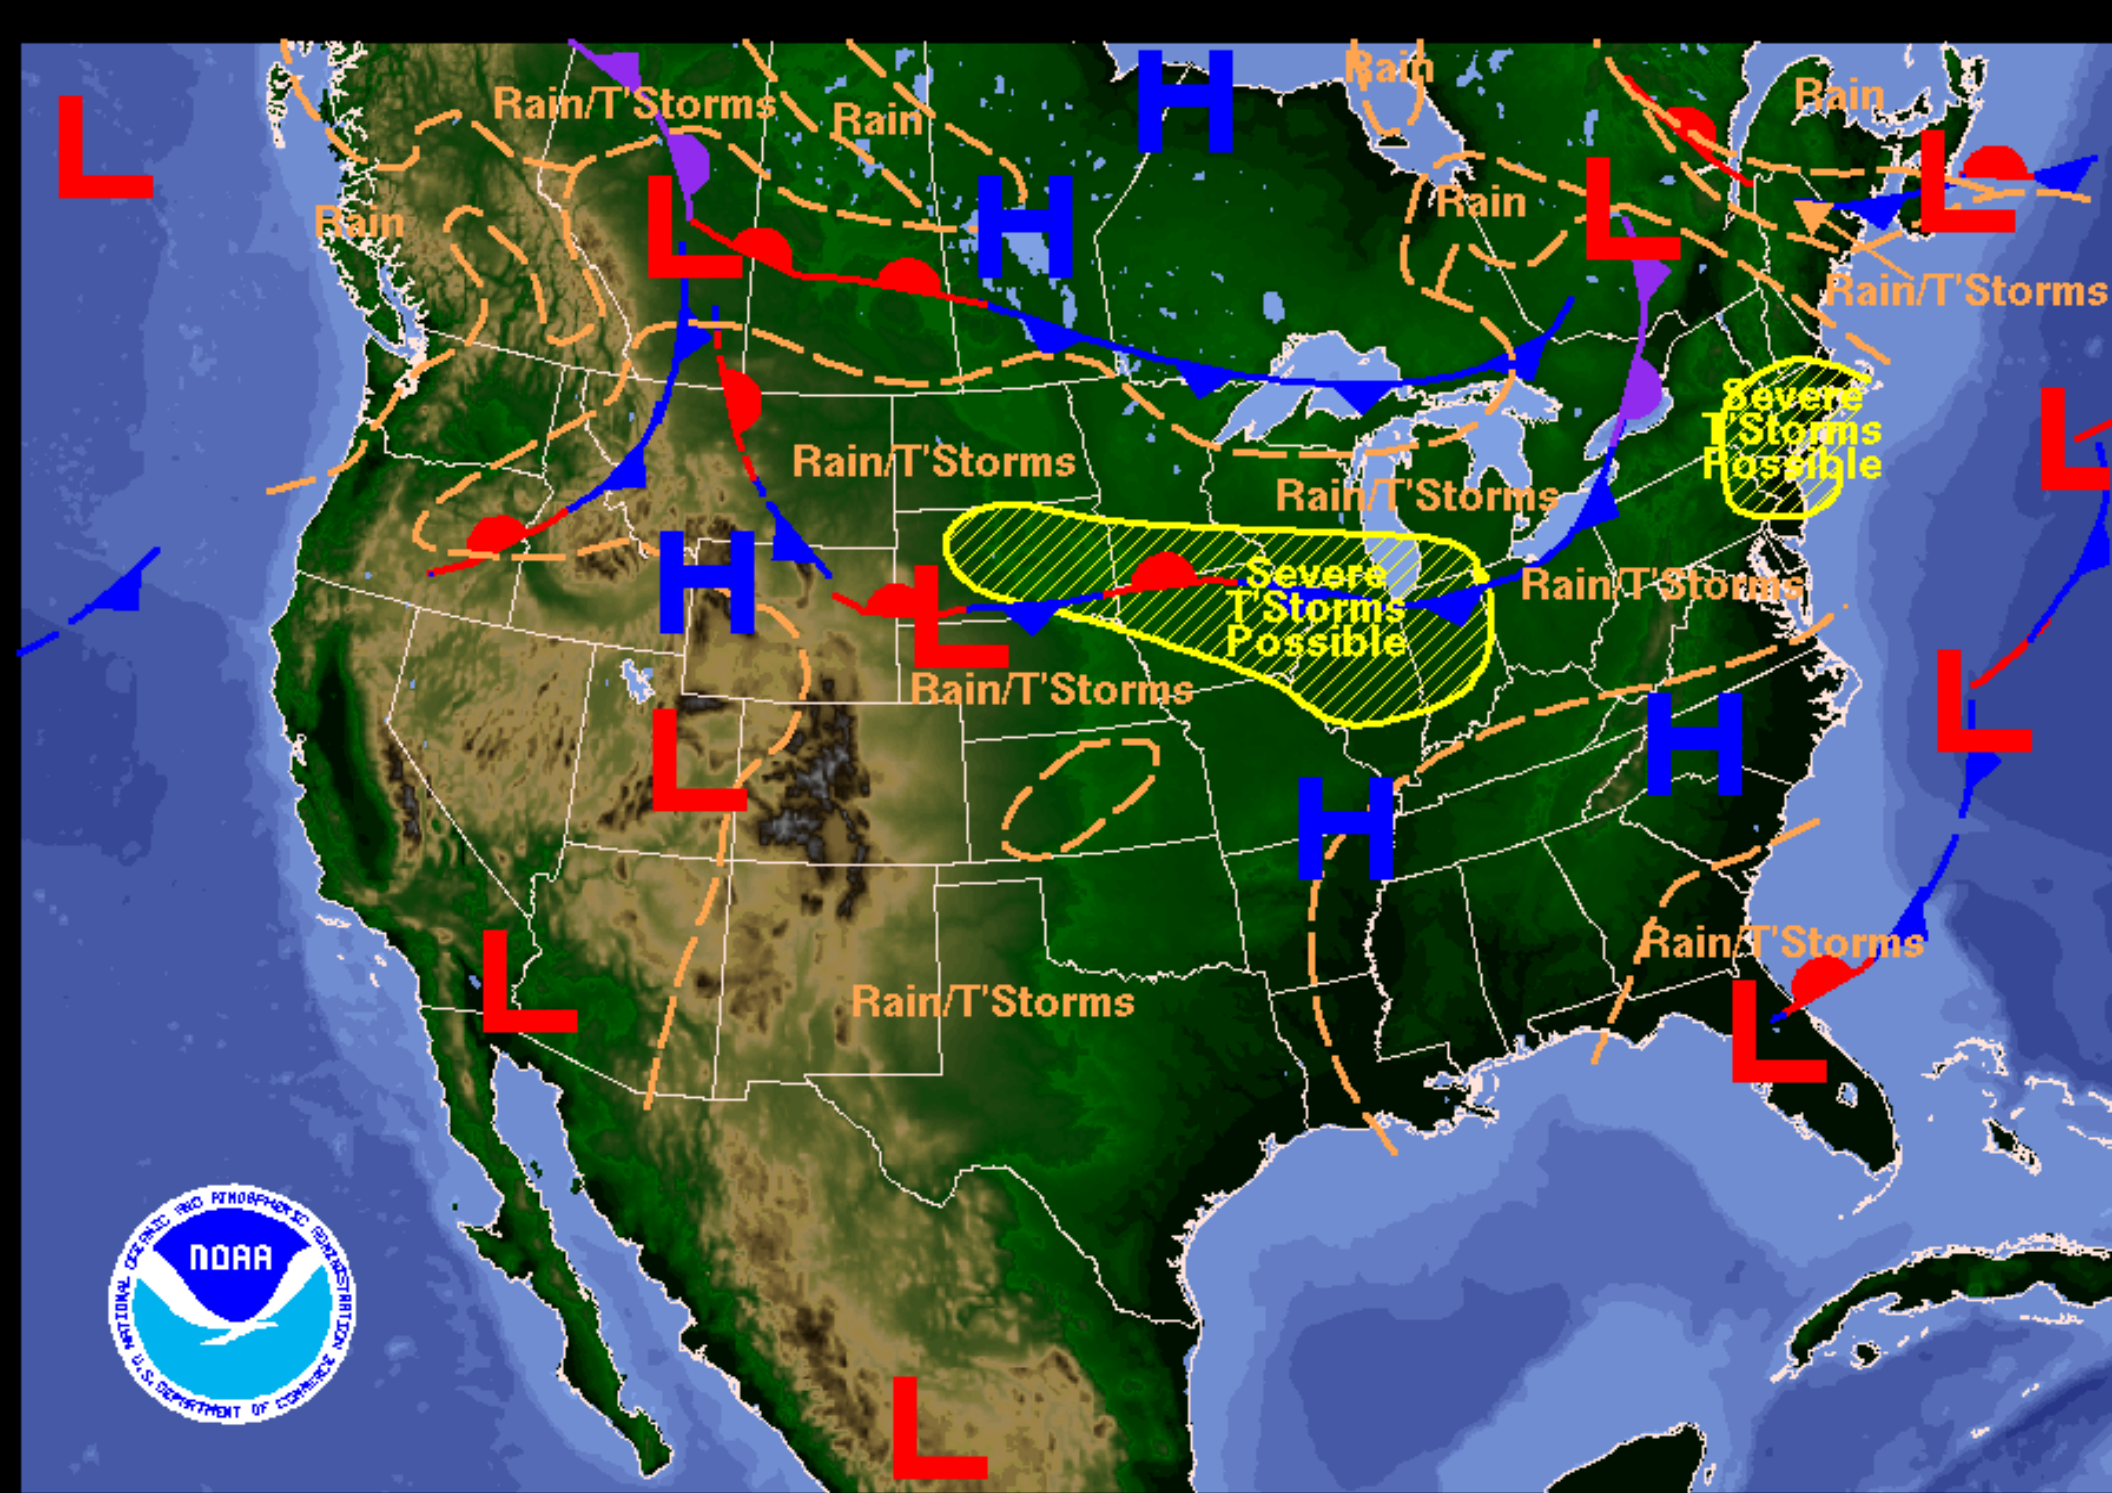 Rain
Rain
Rain/T'Storms
Rain
H
L
L
Rain
L
H
L
Rain
L
Rain/T'Storms
L
Severe
T'Storms
Possible
Rain/T'Storms
Rain/T'Storms
H
Severe
T'Storms
Possible
Rain/T'Storms
L
Rain/T'Storms
L
H
L
H
Rain/T'Storms
L
Rain/T'Storms
L
NATIONAL OCEANIC AND ATMOSPHERIC ADMINISTRATION
NOAA
U.S. DEPARTMENT OF COMMERCE
L